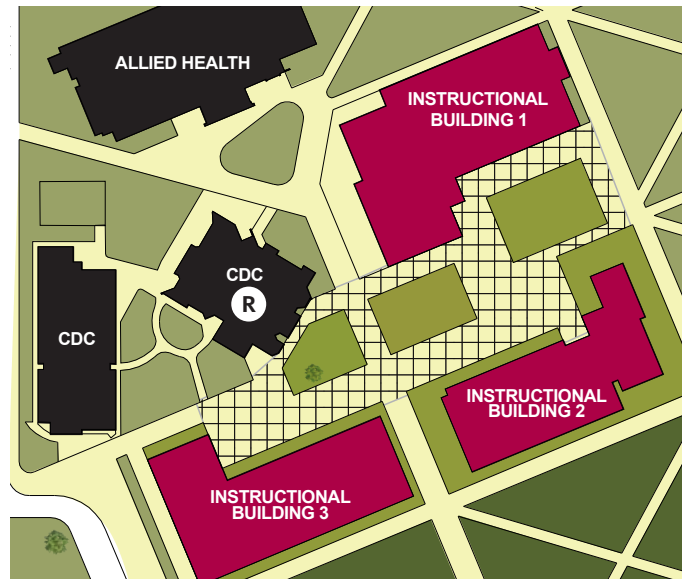 ALLIED HEALTH
INSTRUCTIONAL
BUILDING 1
CDC
R
CDC
INSTRUCTIONAL
BUILDING 2
INSTRUCTIONAL
BUILDING 3